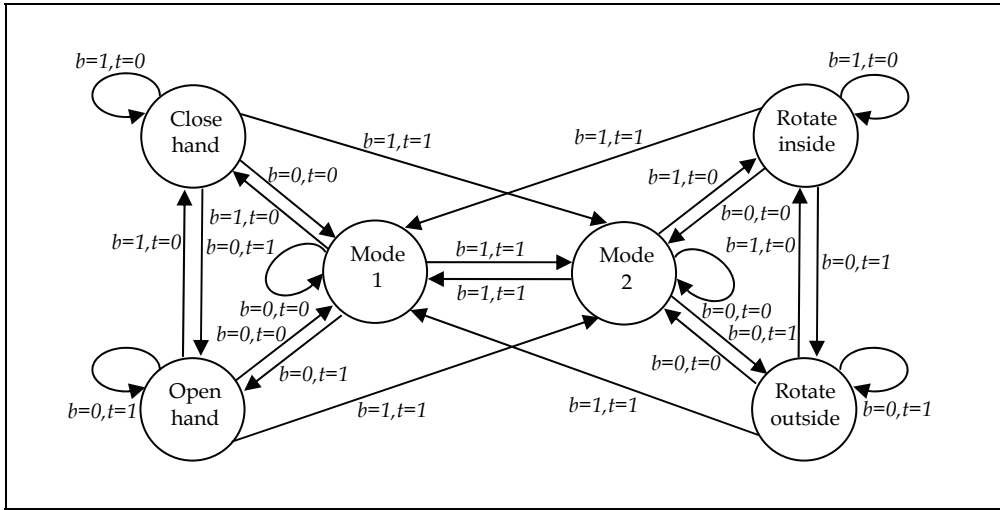 b=1,t=0
b=1,t=0
Close
hand
Rotate
inside
b=1,t=1
b=1,t=1
b=0,t=0
b=1,t=0
b=1,t=0
b=0,t=0
b=1,t=0
b=0,t=1
b=1,t=0
b=0,t=1
Mode
1
b=1,t=1
b=1,t=1
Mode
2
b=0,t=0
b=0,t=0
b=0,t=0
b=0,t=1
b=0,t=1
b=0,t=0
Open
hand
b=0,t=1
b=1,t=1
b=1,t=1
Rotate
outside
b=0,t=1